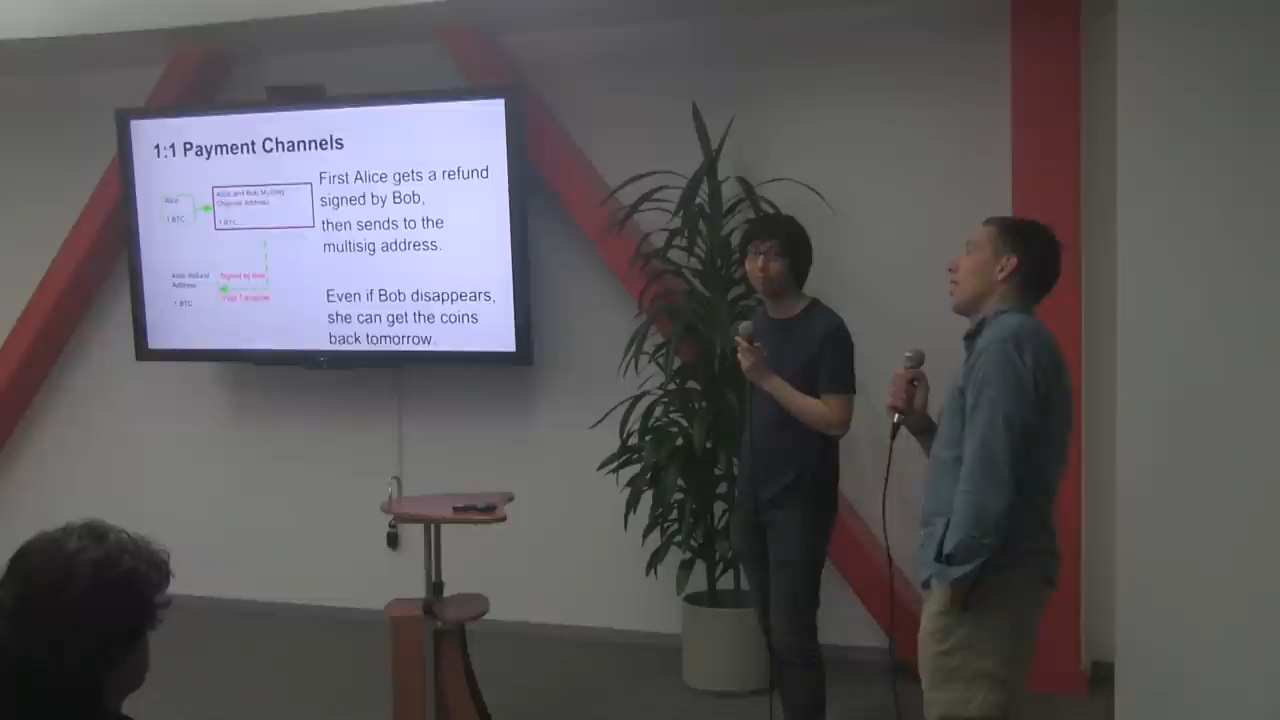 1:1 Payment Channels
First Alice gets a refund
signed by Bob,
then sends to the
multisig address.
Even if Bob disappears,
she can get the coins
back tomorrow.
Alice
1 BTC
Alice and Bob Multisig
Channel Address
1 BTC
Alice Refund
Address
1 BTC
Signed by Bob